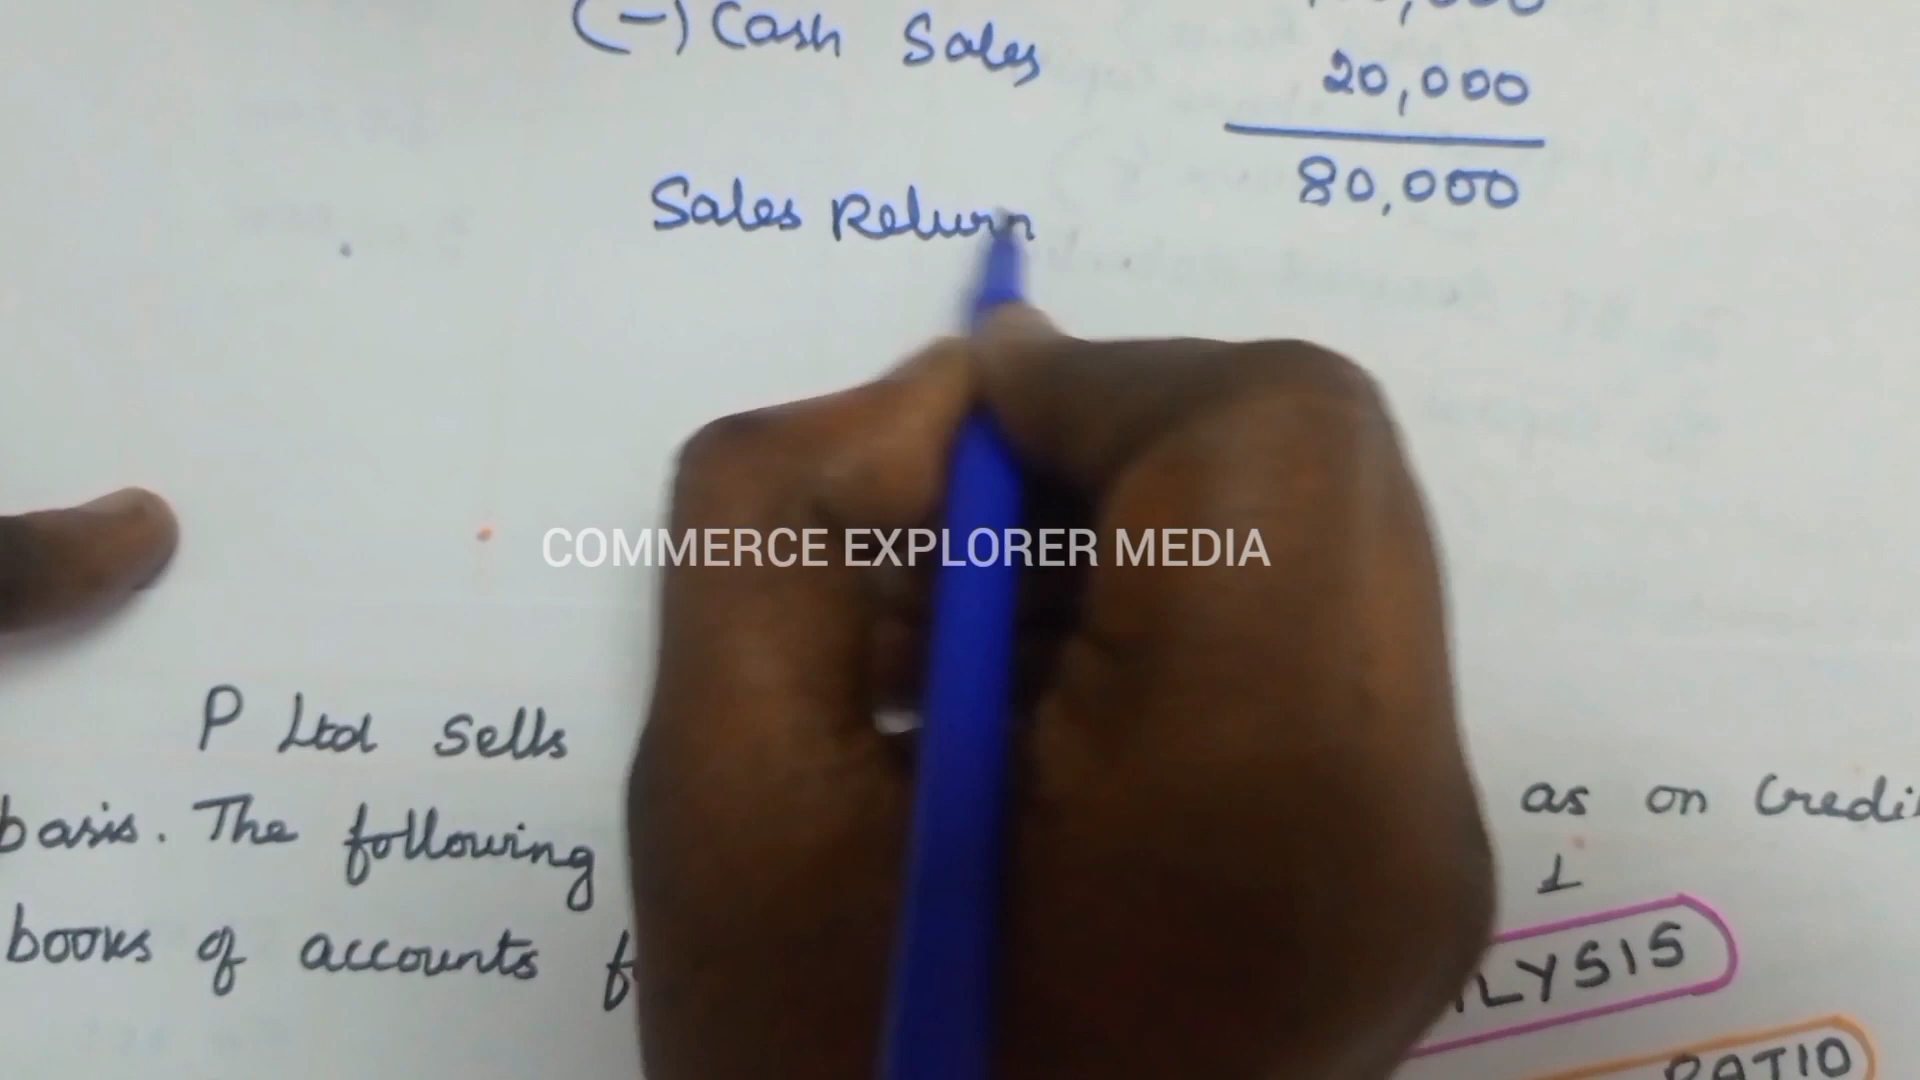 (-) Cash Sales 20,000
80,000
Sales Return
COMMERCE EXPLORER MEDIA
P Ltd sells as on Credi
basis. The following
books of accounts f
LYSIS
RATIO